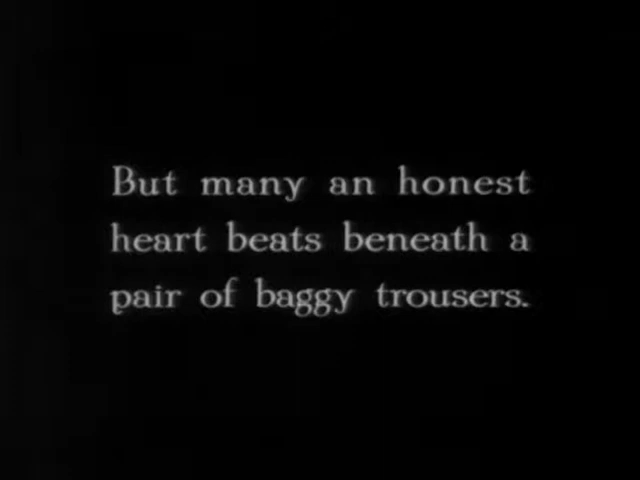 But many an honest
heart beats beneath a
pair of baggy trousers.